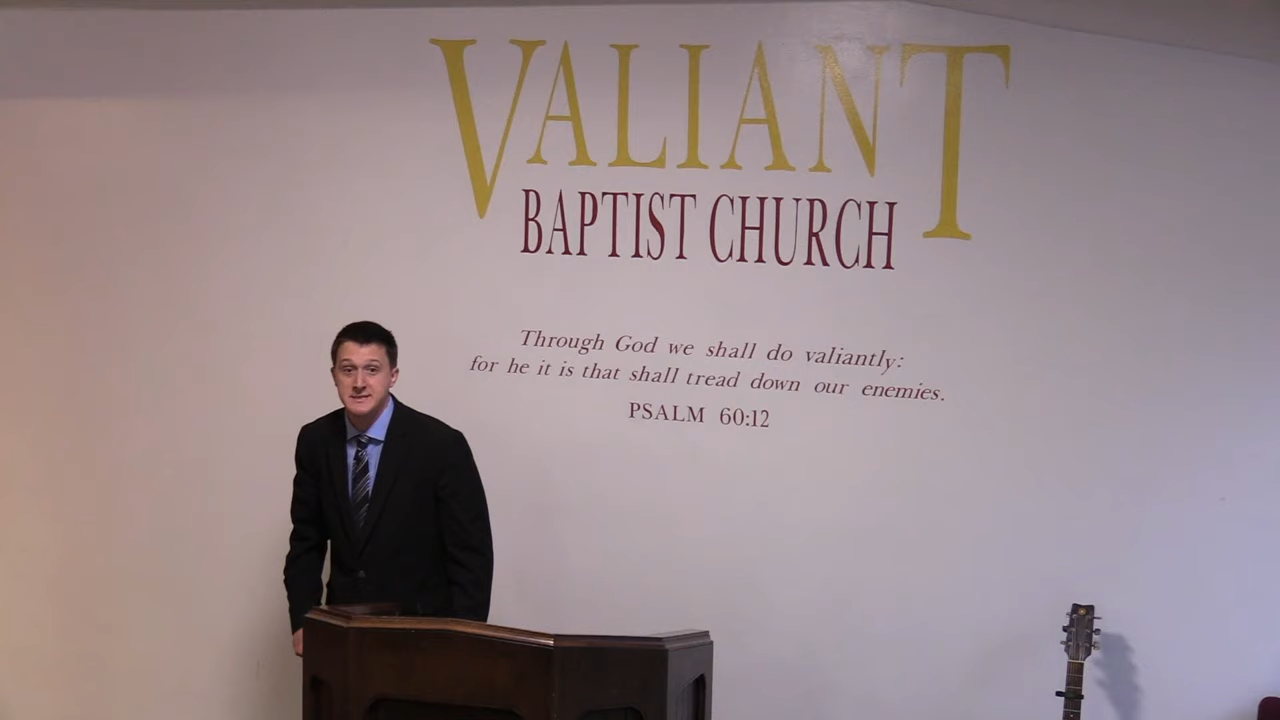 VALIANT
BAPTIST CHURCH
Through God we shall do valiantly:
for he it is that shall tread down our enemies.
PSALM 60:12